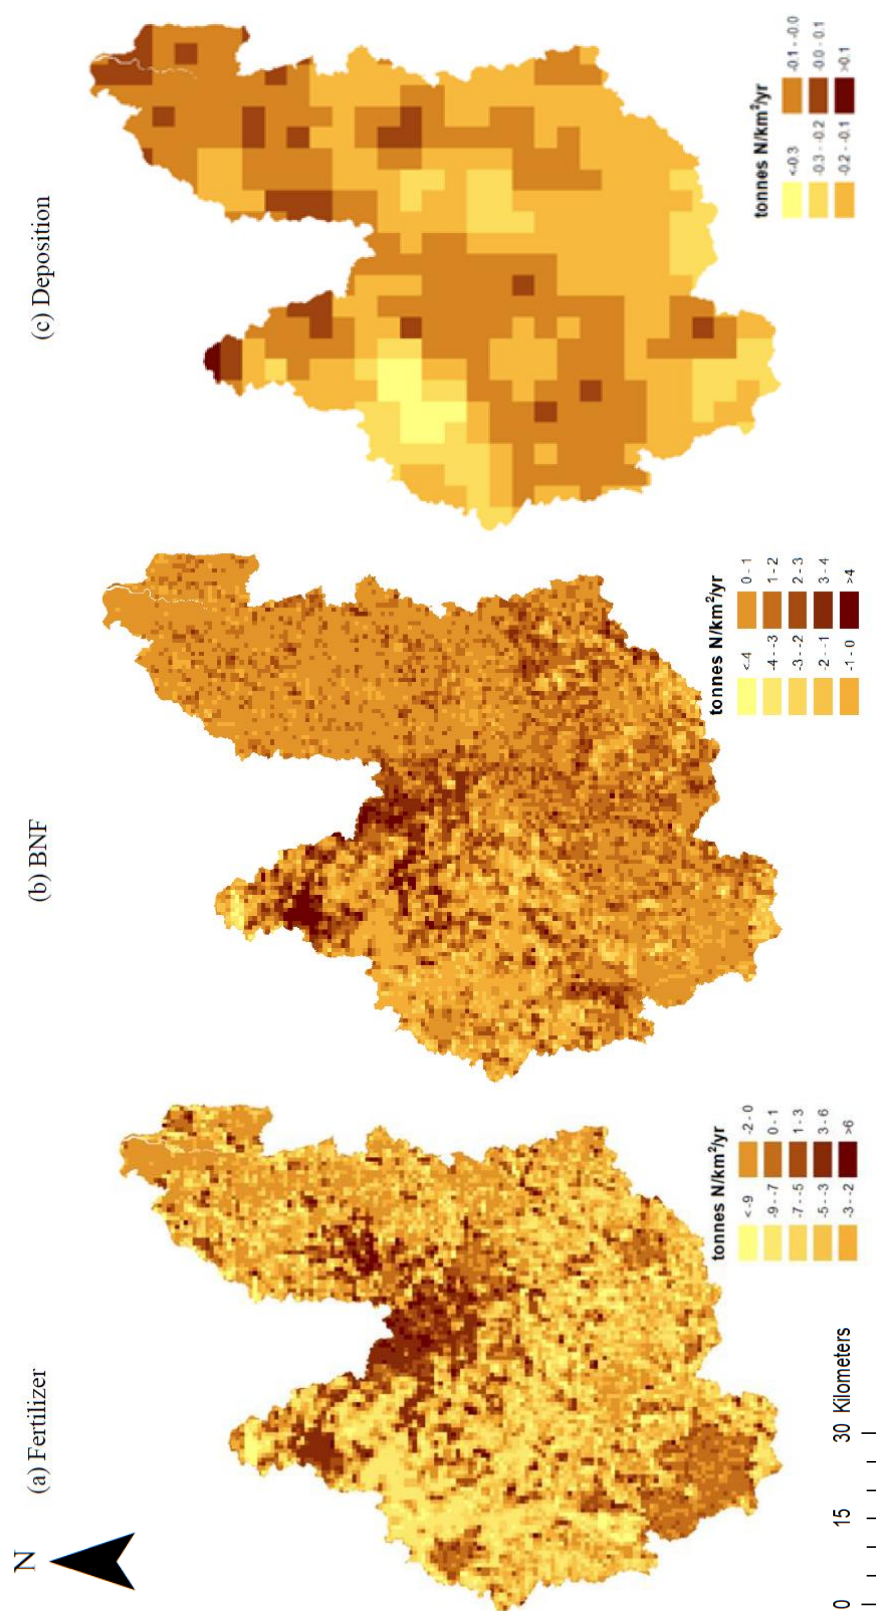 N
(a) Fertilizer
(b) BNF
(c) Deposition
tonnes N/km²/yr
<-9
-9 - -7
-7 - -5
-5 - -3
-3 - -2
-2 - 0
0 - 1
1 - 3
3 - 6
>6
tonnes N/km²/yr
<-4
-4 - -3
-3 - -2
-2 - -1
-1 - 0
0 - 1
1 - 2
2 - 3
3 - 4
>4
tonnes N/km²/yr
<-0.3
-0.3 - -0.2
-0.2 - -0.1
-0.1 - -0.0
-0.0 - 0.1
>0.1
0 15 30 Kilometers